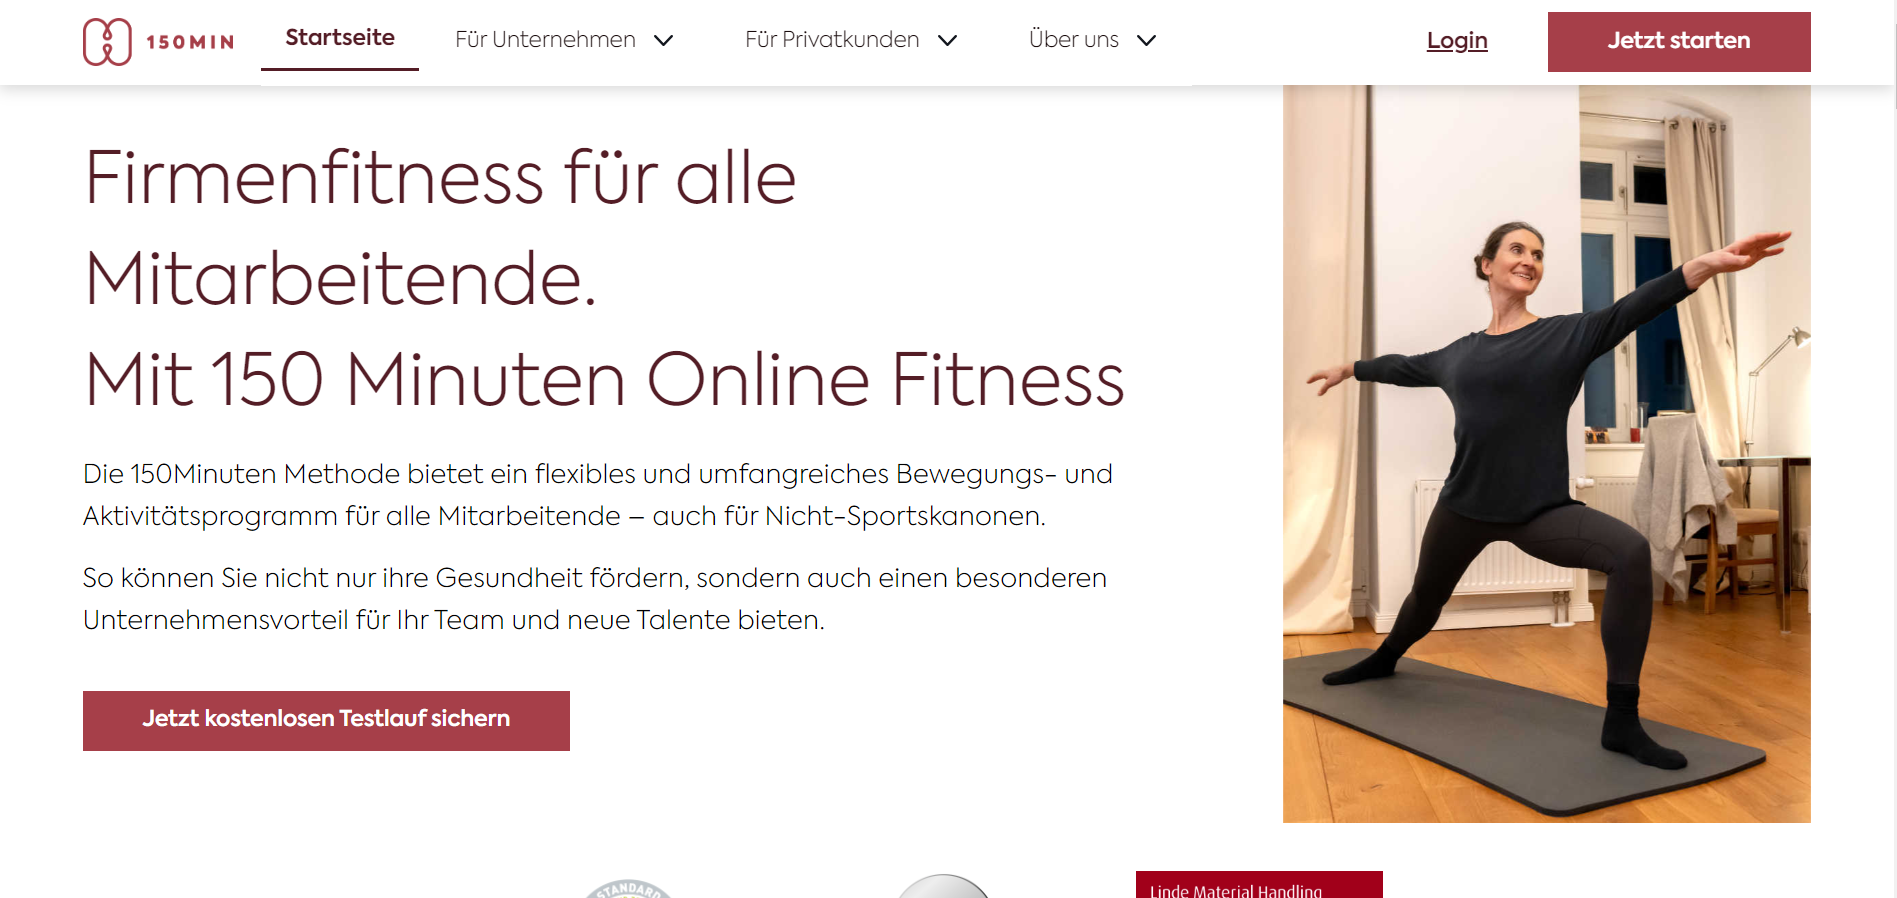 150MIN
Startseite
Für Unternehmen
Für Privatkunden
Über uns
Login
Jetzt starten
Firmenfitness für alle
Mitarbeitende.
Mit 150 Minuten Online Fitness
Die 150Minuten Methode bietet ein flexibles und umfangreiches Bewegungs- und
Aktivitätsprogramm für alle Mitarbeitende – auch für Nicht-Sportskanonen.
So können Sie nicht nur ihre Gesundheit fördern, sondern auch einen besonderen
Unternehmensvorteil für Ihr Team und neue Talente bieten.
Jetzt kostenlosen Testlauf sichern
STANDARD
Linde Material Handling